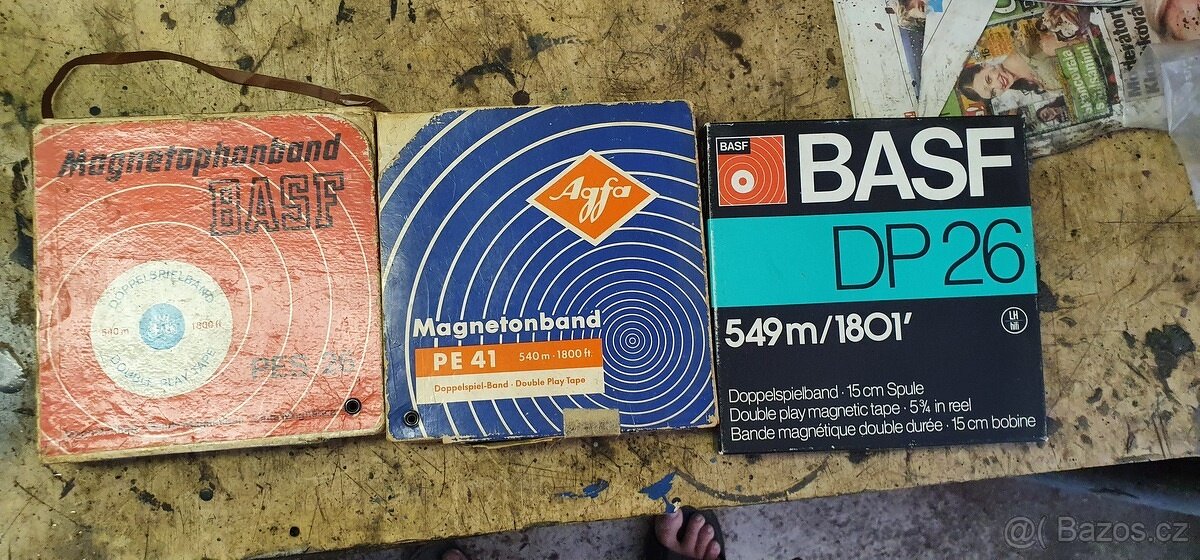 Magnetophonband
BASF
DOPPELSPIELBAND
540 m
1800 ft
DOUBLE PLAY TAPE
PES 26
Agfa
Magnetonband
PE 41 540 m · 1800 ft.
Doppelspiel-Band · Double Play Tape
BASF
BASF
DP 26
549 m/1801'
LH
hifi
Doppelspielband · 15 cm Spule
Double play magnetic tape · 5¾ in reel
Bande magnétique double durée · 15 cm bobine
@( Bazos.cz